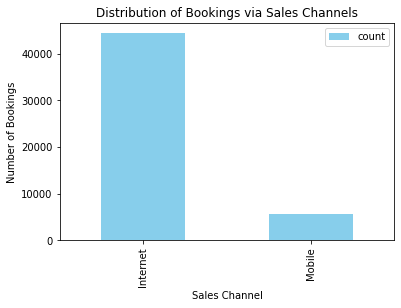 Distribution of Bookings via Sales Channels
count
Number of Bookings
40000
30000
20000
10000
0
Internet
Mobile
Sales Channel